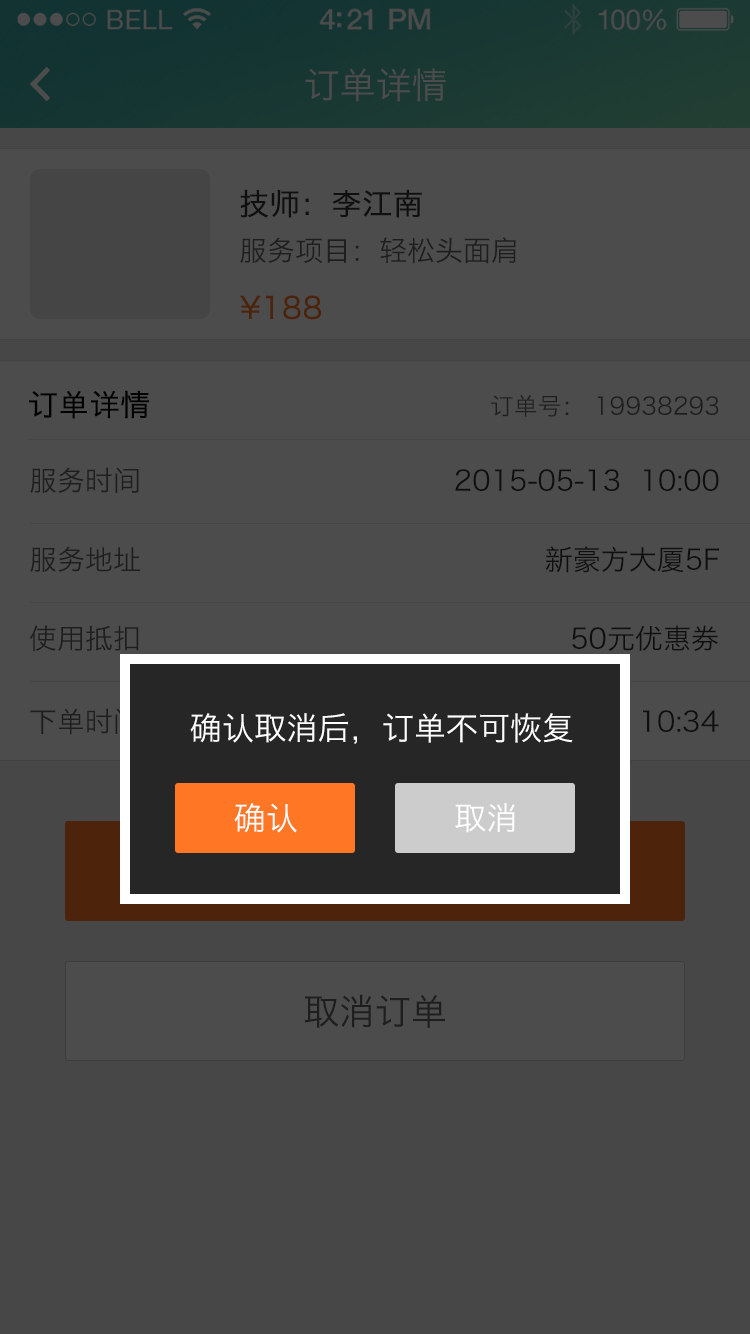 BELL 4:21 PM 100%
订单详情
技师：李江南
服务项目：轻松头面肩
¥188
订单详情 订单号： 19938293
服务时间 2015-05-13 10:00
服务地址 新豪方大厦5F
使用抵扣 50元优惠券
下单时 10:34
确认取消后，订单不可恢复
确认 取消
取消订单